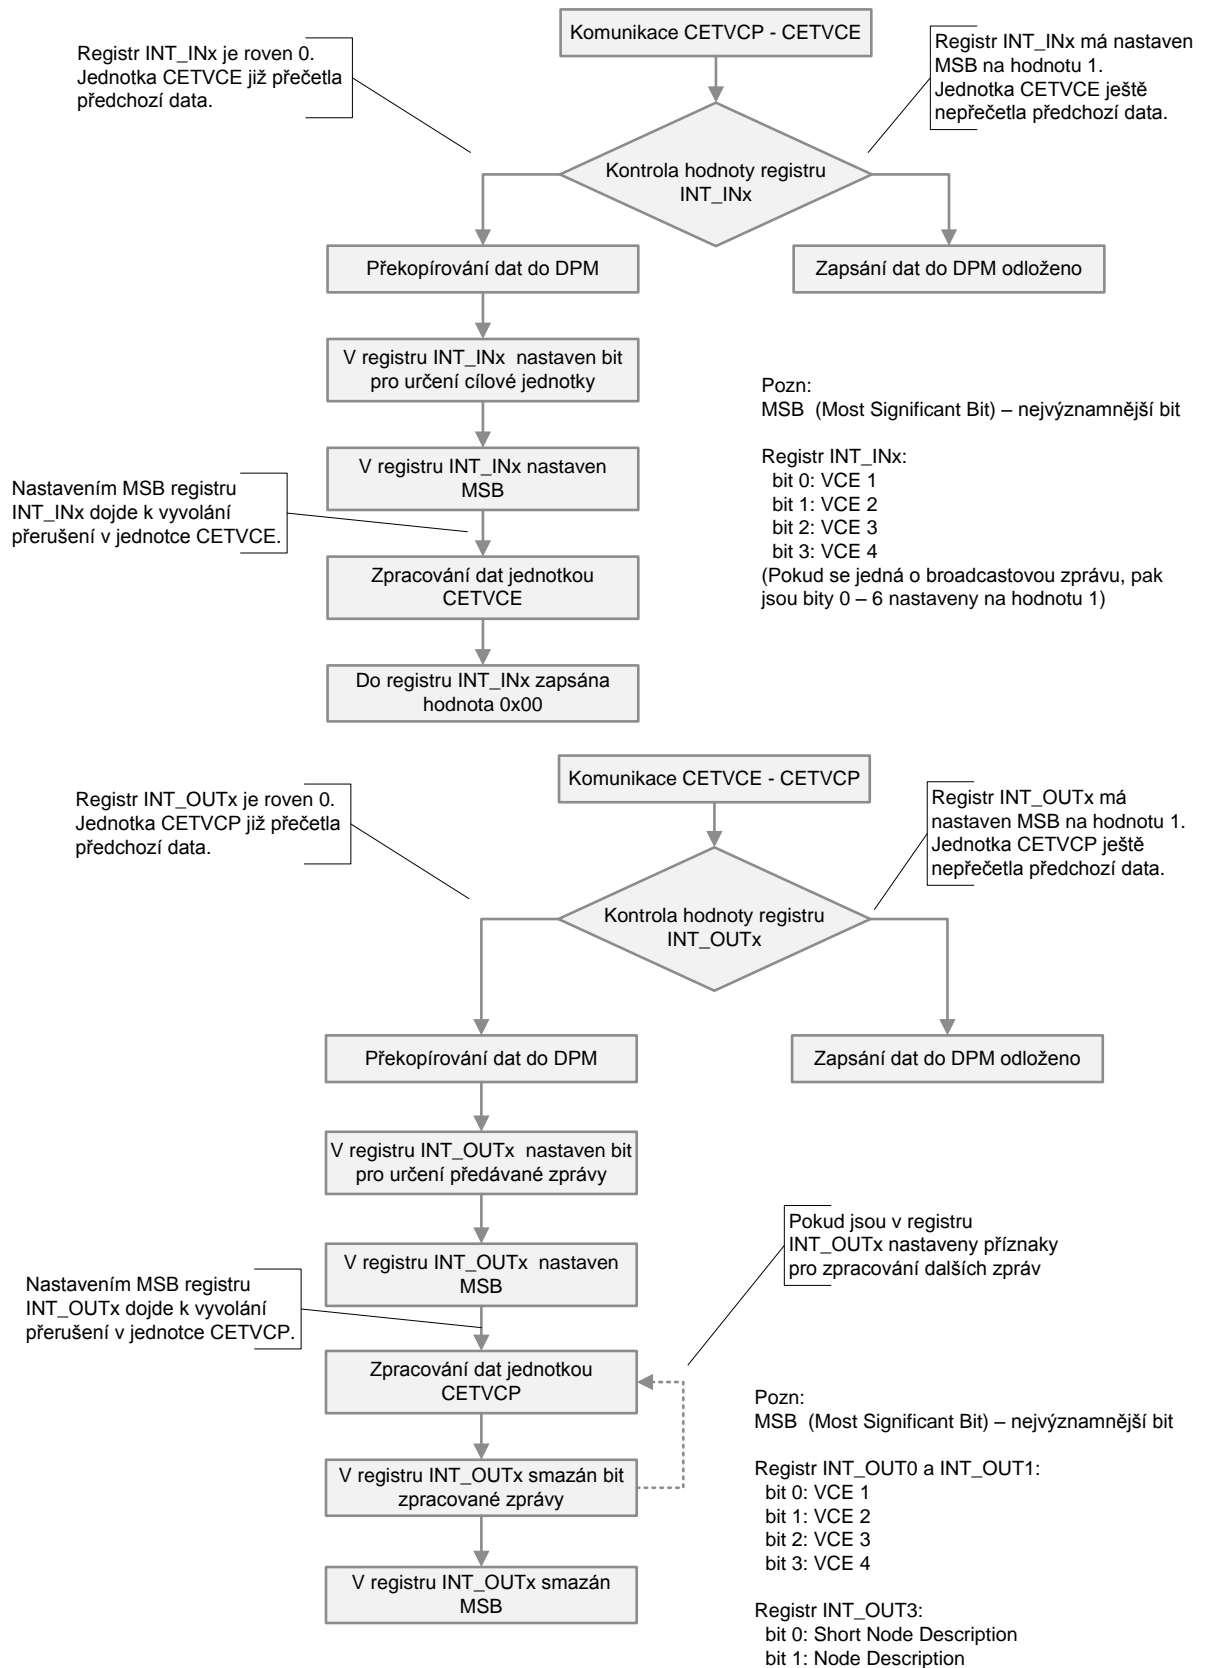 Komunikace CETVCP - CETVCE
Registr INT_INx je roven 0.
Jednotka CETVCE již přečetla
předchozí data.
Registr INT_INx má nastaven
MSB na hodnotu 1.
Jednotka CETVCE ještě
nepřečetla předchozí data.
Kontrola hodnoty registru
INT_INx
Překopírování dat do DPM
Zapsání dat do DPM odloženo
V registru INT_INx  nastaven bit
pro určení cílové jednotky
V registru INT_INx nastaven
MSB
Nastavením MSB registru
INT_INx dojde k vyvolání
přerušení v jednotce CETVCE.
Zpracování dat jednotkou
CETVCE
Do registru INT_INx zapsána
hodnota 0x00
Pozn:
MSB  (Most Significant Bit) – nejvýznamnější bit
Registr INT_INx:
bit 0: VCE 1
bit 1: VCE 2
bit 2: VCE 3
bit 3: VCE 4
(Pokud se jedná o broadcastovou zprávu, pak
jsou bity 0 – 6 nastaveny na hodnotu 1)
Komunikace CETVCE - CETVCP
Registr INT_OUTx je roven 0.
Jednotka CETVCP již přečetla
předchozí data.
Registr INT_OUTx má
nastaven MSB na hodnotu 1.
Jednotka CETVCP ještě
nepřečetla předchozí data.
Kontrola hodnoty registru
INT_OUTx
Překopírování dat do DPM
Zapsání dat do DPM odloženo
V registru INT_OUTx  nastaven bit
pro určení předávané zprávy
V registru INT_OUTx  nastaven
MSB
Nastavením MSB registru
INT_OUTx dojde k vyvolání
přerušení v jednotce CETVCP.
Pokud jsou v registru
INT_OUTx nastaveny příznaky
pro zpracování dalších zpráv
Zpracování dat jednotkou
CETVCP
V registru INT_OUTx smazán bit
zpracované zprávy
V registru INT_OUTx smazán
MSB
Pozn:
MSB  (Most Significant Bit) – nejvýznamnější bit
Registr INT_OUT0 a INT_OUT1:
bit 0: VCE 1
bit 1: VCE 2
bit 2: VCE 3
bit 3: VCE 4
Registr INT_OUT3:
bit 0: Short Node Description
bit 1: Node Description